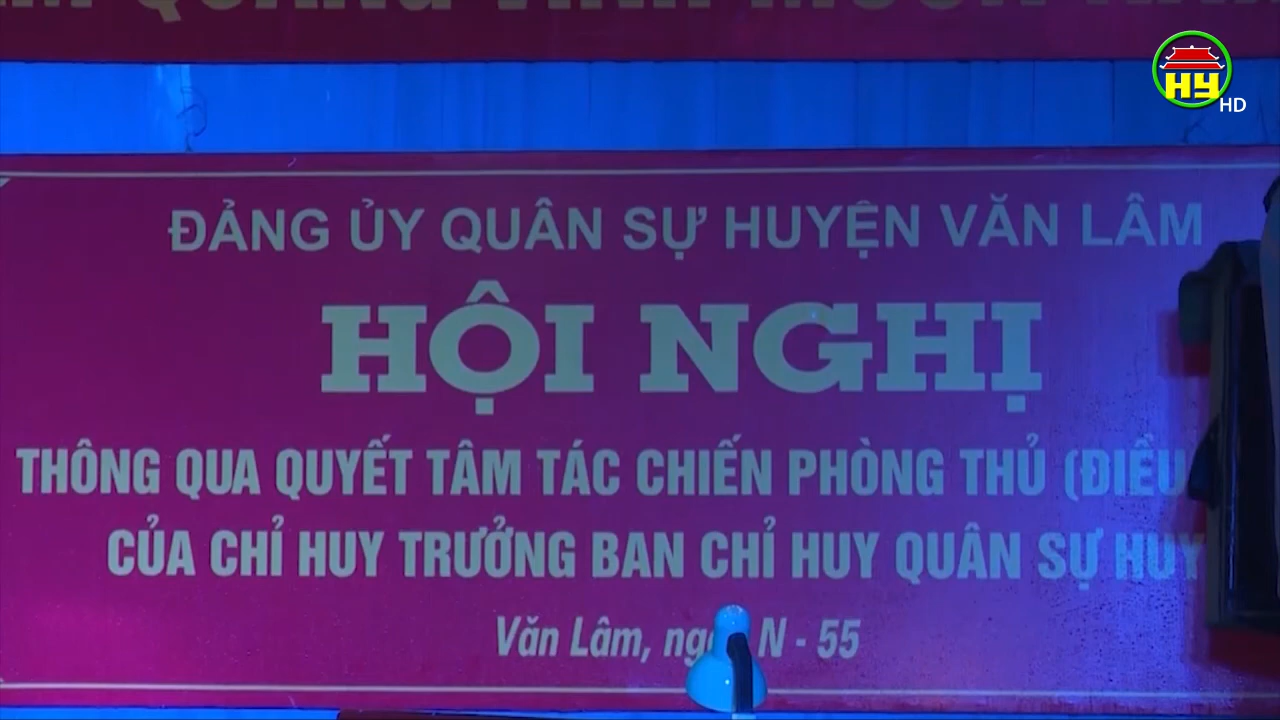 HY
HD
ĐẢNG ỦY QUÂN SỰ HUYỆN VĂN LÂM
HỘI NGHỊ
THÔNG QUA QUYẾT TÂM TÁC CHIẾN PHÒNG THỦ
CỦA CHỈ HUY TRƯỞNG BAN CHỈ HUY QUÂN SỰ
Văn Lâm, N - 55